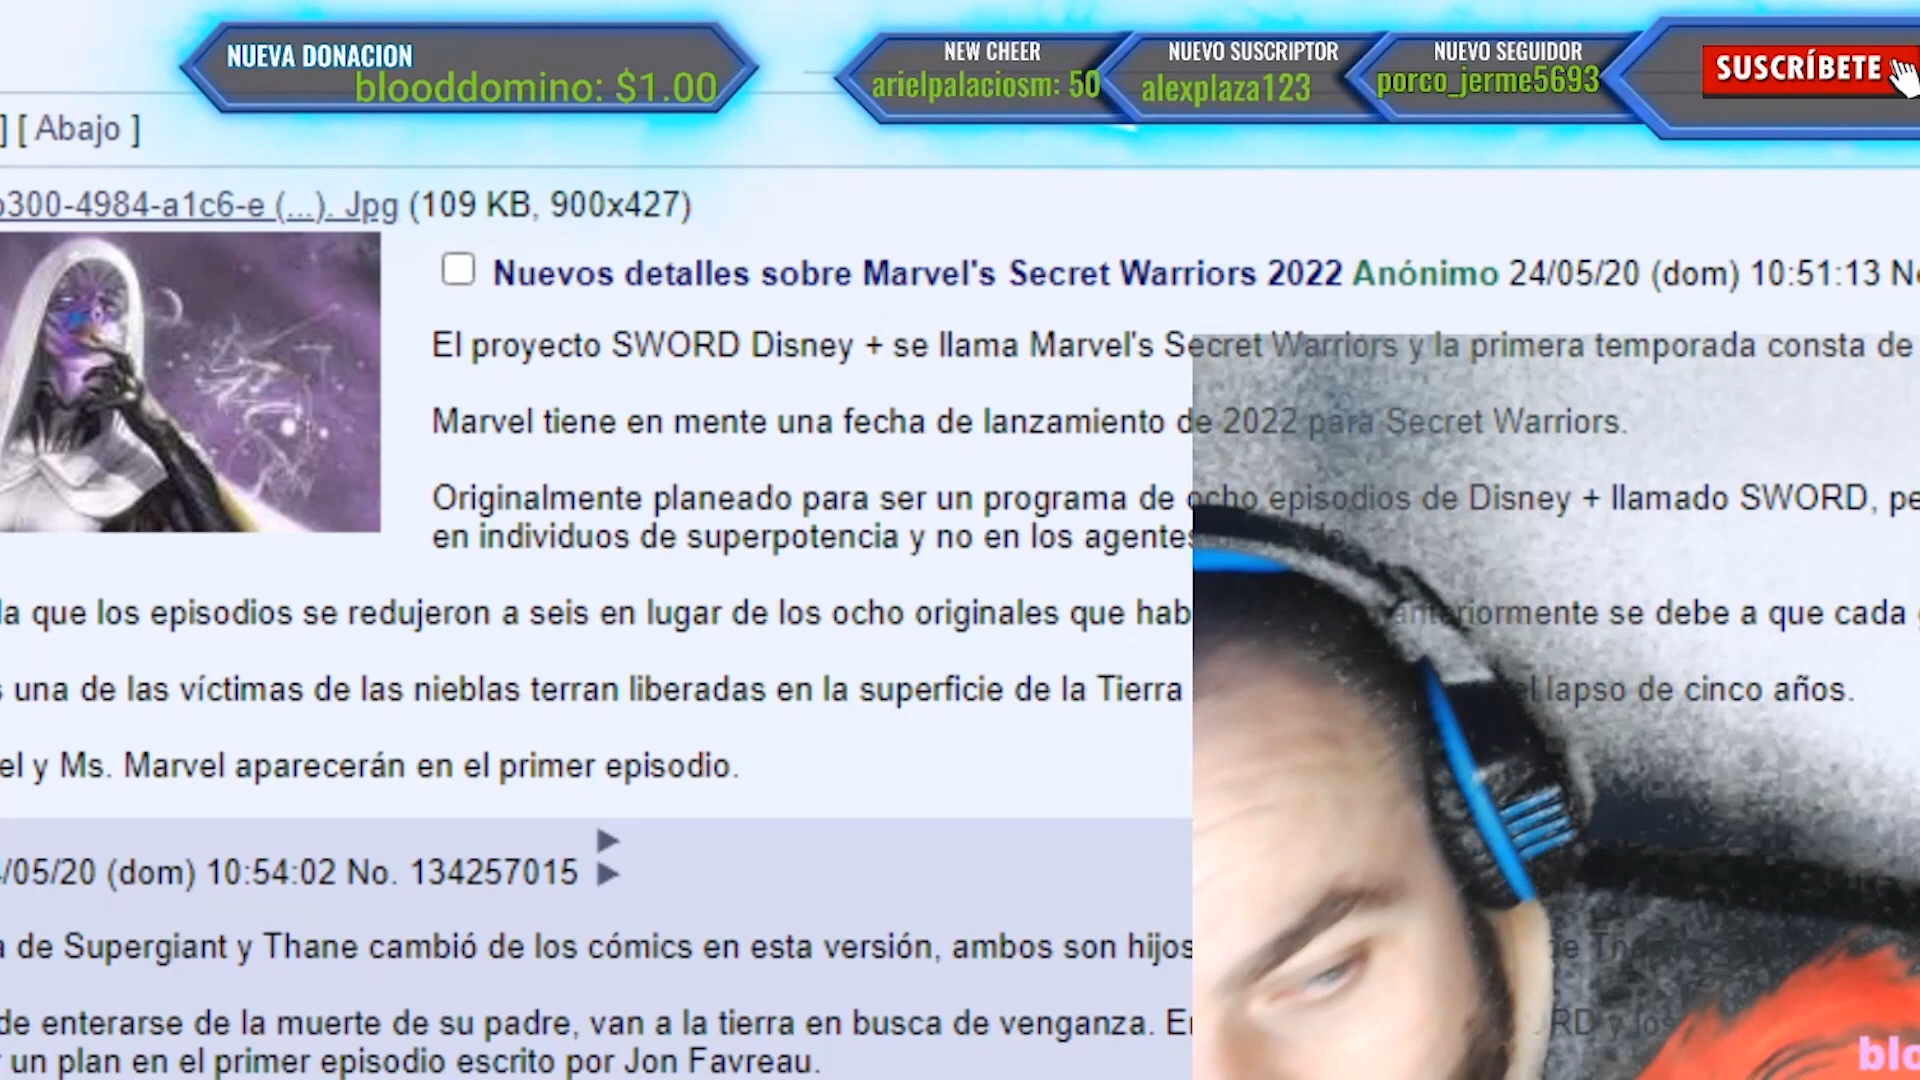 NUEVA DONACION
blooddomino: $1.00
NEW CHEER
arielpalaciosm: 50
NUEVO SUSCRIPTOR
alexplaza123
NUEVO SEGUIDOR
porco_jerme5693
SUSCRÍBETE
] [ Abajo ]
300-4984-a1c6-e (...). Jpg (109 KB, 900x427)
Nuevos detalles sobre Marvel's Secret Warriors 2022 Anónimo 24/05/20 (dom) 10:51:13
El proyecto SWORD Disney + se llama Marvel's Secret Warriors y la primera temporada consta de
Marvel tiene en mente una fecha de lanzamiento de 2022 para Secret Warriors.
Originalmente planeado para ser un programa de ocho episodios de Disney + llamado SWORD,
en individuos de superpotencia y no en los agentes
que los episodios se redujeron a seis en lugar de los ocho originales que anteriormente se debe a que cada
una de las víctimas de las nieblas terran liberadas en la superficie de la Tierra el lapso de cinco años.
y Ms. Marvel aparecerán en el primer episodio.
/05/20 (dom) 10:54:02 No. 134257015
de Supergiant y Thane cambió de los cómics en esta versión, ambos son hijos
de enterarse de la muerte de su padre, van a la tierra en busca de venganza. y los
un plan en el primer episodio escrito por Jon Favreau.